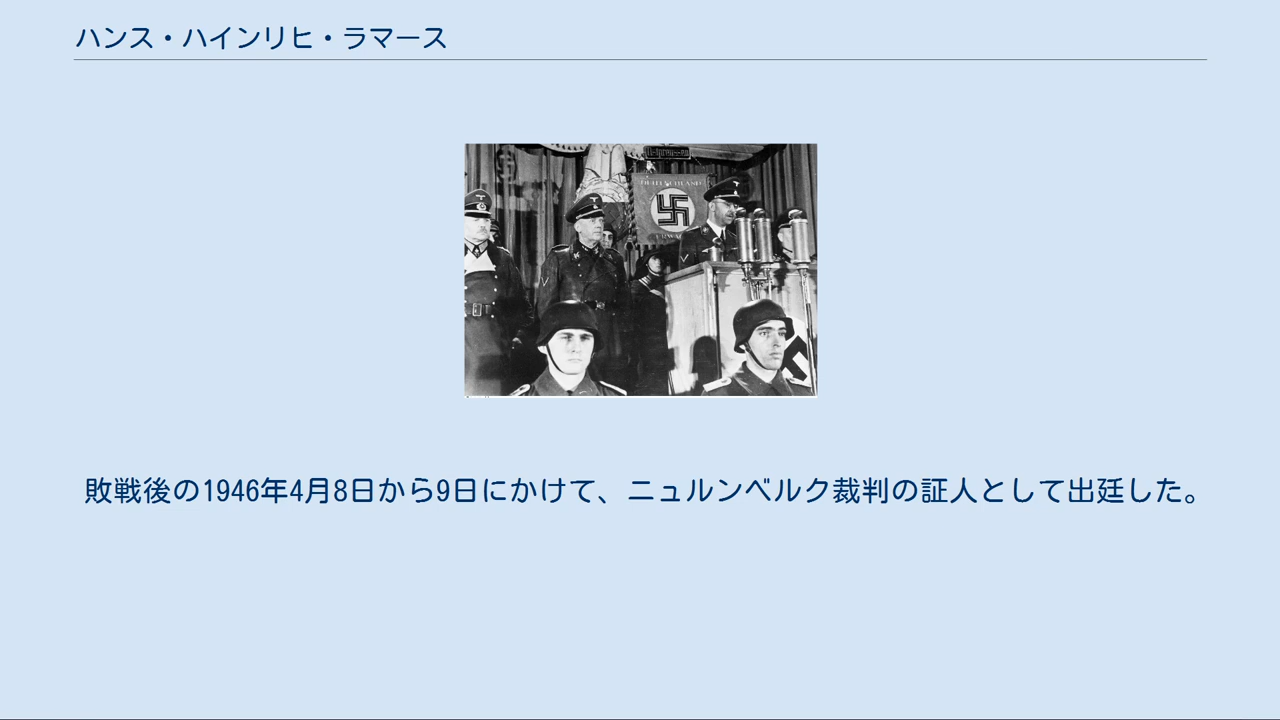 ハンス・ハインリヒ・ラマース
敗戦後の1946年4月8日から9日にかけて、ニュルンベルク裁判の証人として出廷した。